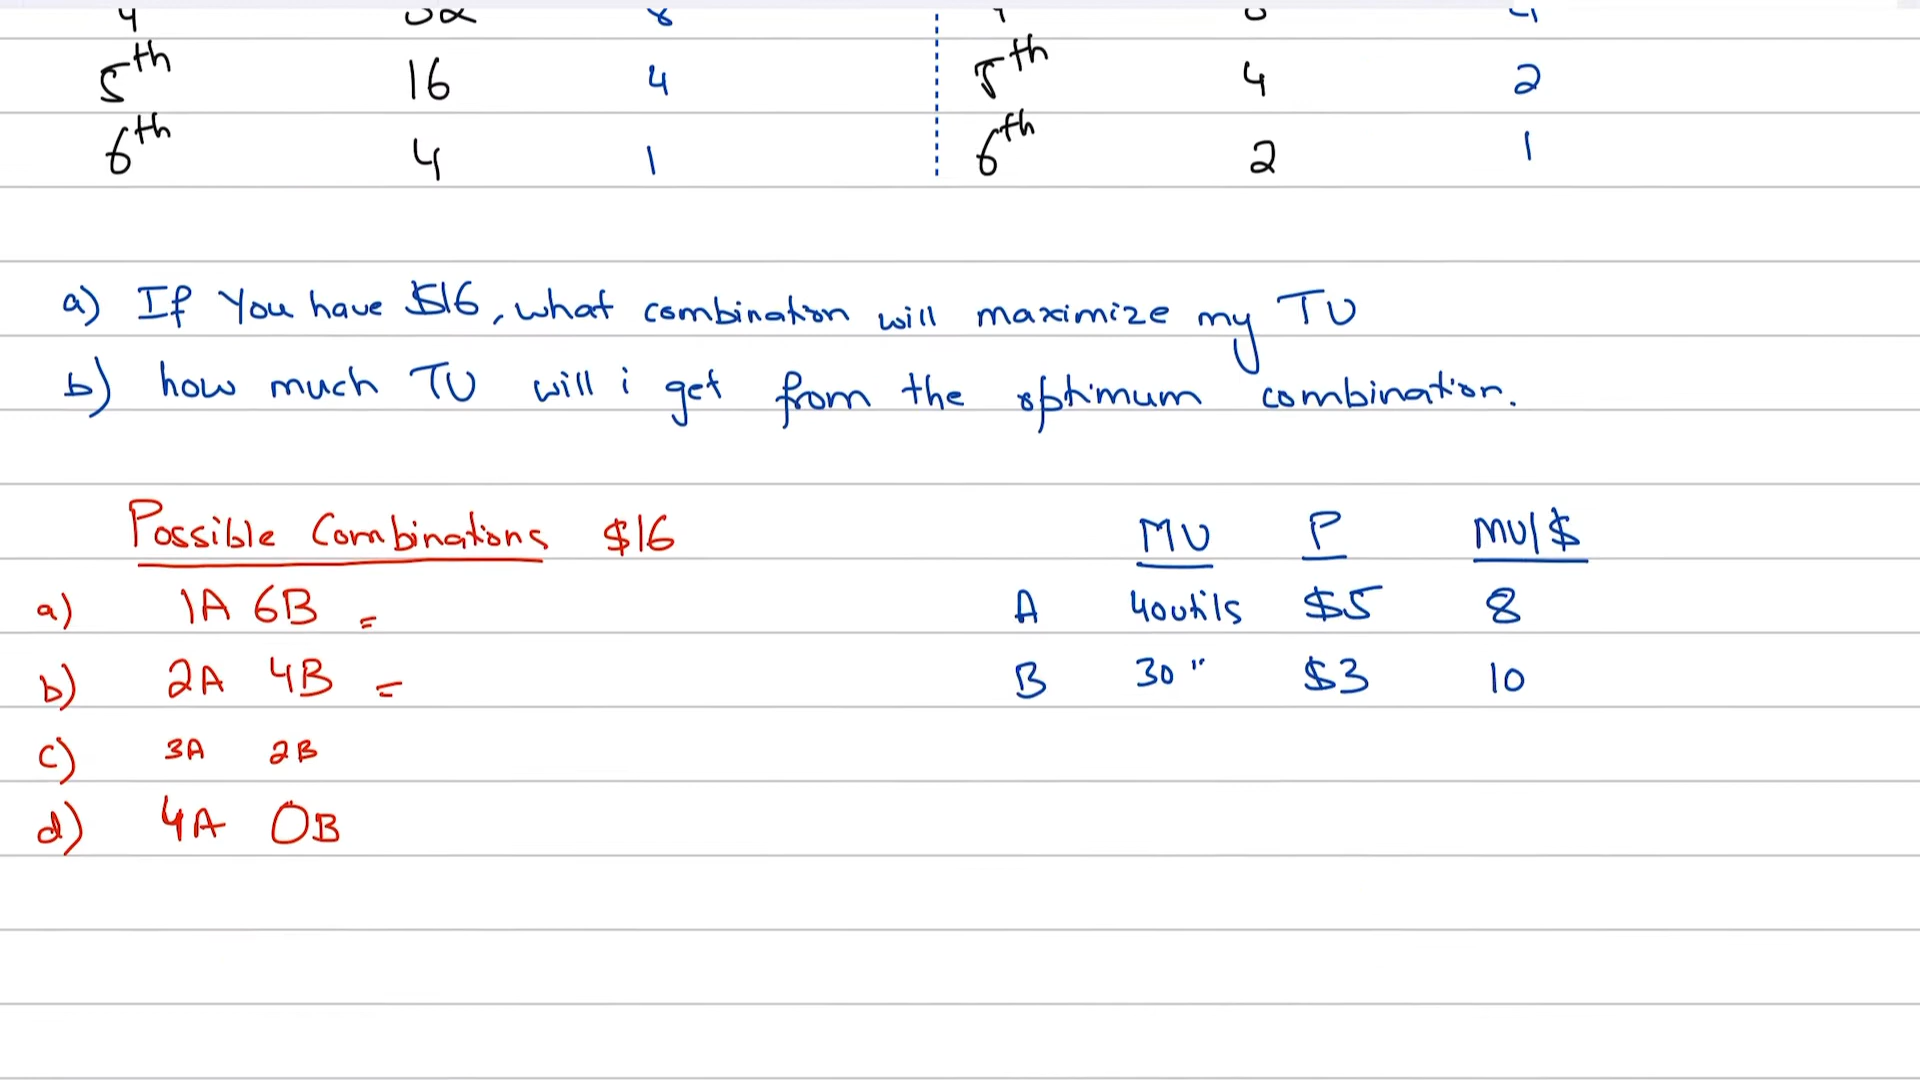 5th 16 4 5th 4 2
6th 4 1 6th 2 1
a) If You have $16, what combination will maximize my TU
b) how much TU will i get from the optimum combination.
Possible Combinations $16 MU P MU/$
a) 1A 6B = A 40utils $5 8
b) 2A 4B = B 30 " $3 10
c) 3A 2B
d) 4A 0B